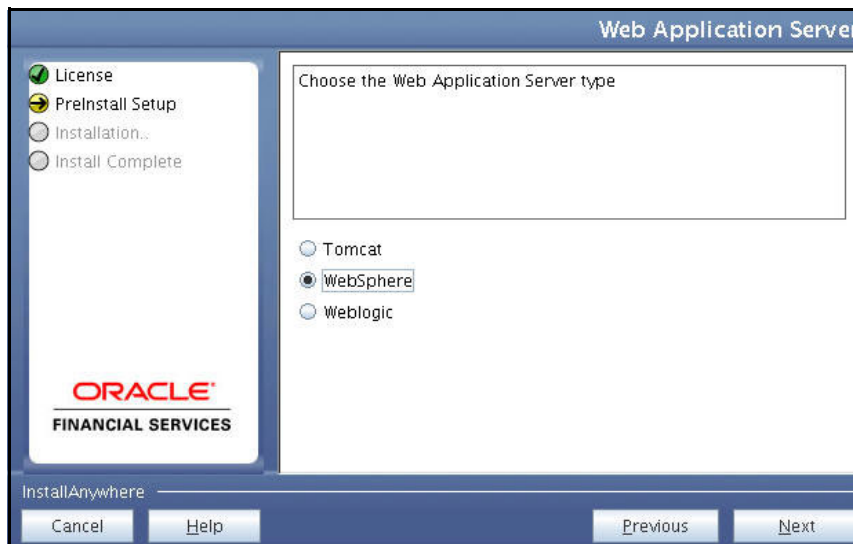 Web Application Serve
License
PreInstall Setup
Installation..
Install Complete
Choose the Web Application Server type
Tomcat
WebSphere
Weblogic
ORACLE
FINANCIAL SERVICES
InstallAnywhere
Cancel
Help
Previous
Next